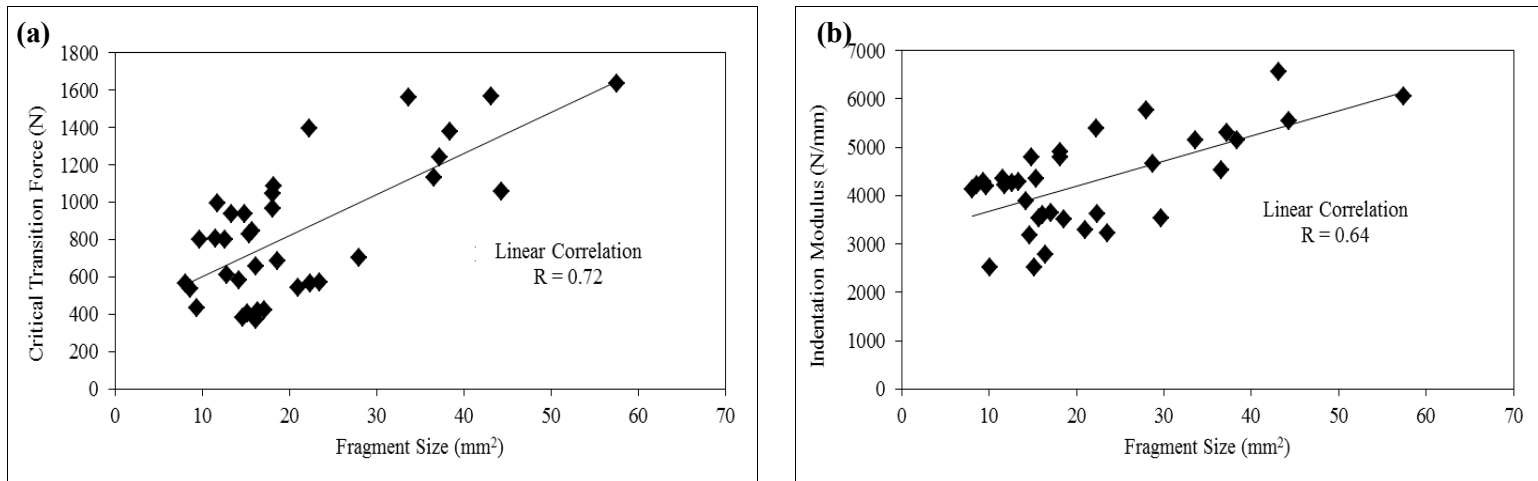 (a)
1800
1600
1400
1200
1000
800
600
400
200
0
Critical Transition Force (N)
Linear Correlation
R = 0.72
0 10 20 30 40 50 60 70
Fragment Size (mm²)
(b)
7000
6000
5000
4000
3000
2000
1000
0
Indentation Modulus (N/mm)
Linear Correlation
R = 0.64
0 10 20 30 40 50 60 70
Fragment Size (mm²)